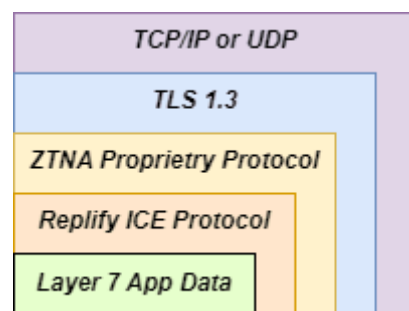 TCP/IP or UDP
TLS 1.3
ZTNA Proprietry Protocol
Replify ICE Protocol
Layer 7 App Data